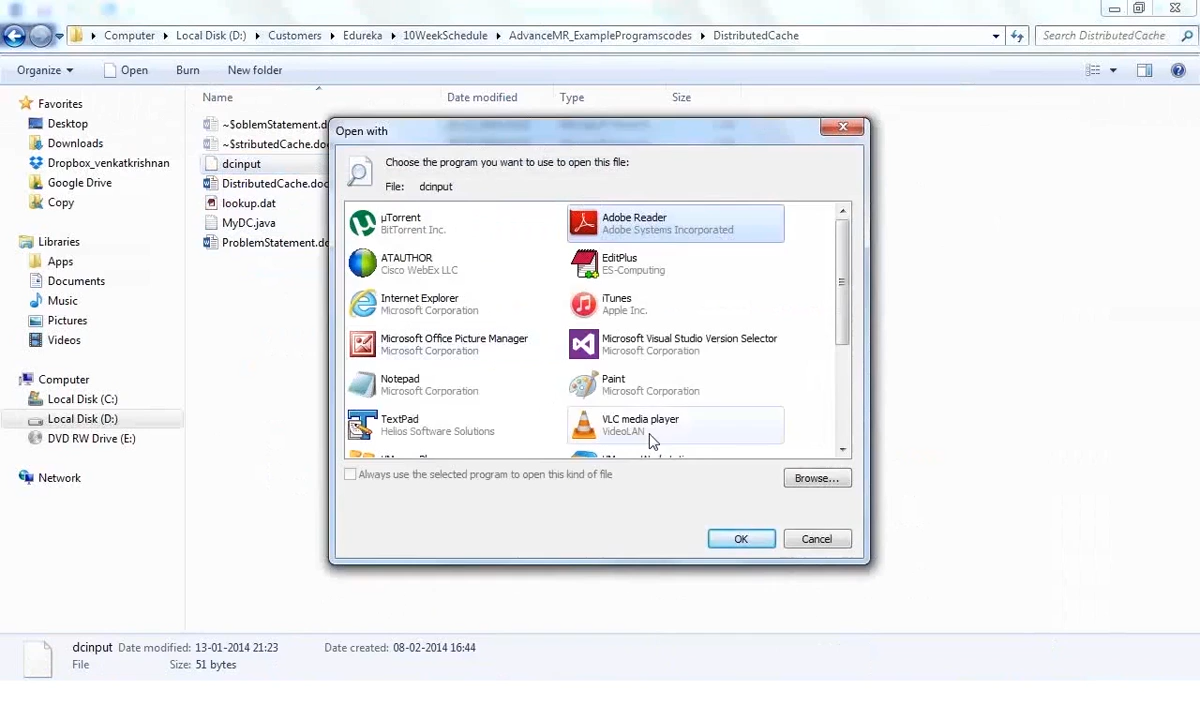 Computer
Local Disk (D:)
Customers
Edureka
10WeekSchedule
AdvanceMR_ExampleProgramscodes
DistributedCache
Search DistributedCache
Organize
Open
Burn
New folder
Name
Date modified
Type
Size
Favorites
Desktop
Downloads
Dropbox_venkatkrishnan
Google Drive
Copy
Libraries
Apps
Documents
Music
Pictures
Videos
Computer
Local Disk (C:)
Local Disk (D:)
DVD RW Drive (E:)
Network
~$oblemStatement.d
~$stributedCache.doc
dcinput
DistributedCache.doc
lookup.dat
MyDC.java
ProblemStatement.do
Open with
Choose the program you want to use to open this file:
File: dcinput
µTorrent
BitTorrent Inc.
Adobe Reader
Adobe Systems Incorporated
ATAUTHOR
Cisco WebEx LLC
EditPlus
ES-Computing
Internet Explorer
Microsoft Corporation
iTunes
Apple Inc.
Microsoft Office Picture Manager
Microsoft Corporation
Microsoft Visual Studio Version Selector
Microsoft Corporation
Notepad
Microsoft Corporation
Paint
Microsoft Corporation
TextPad
Helios Software Solutions
VLC media player
VideoLAN
Always use the selected program to open this kind of file
Browse...
OK
Cancel
dcinput Date modified: 13-01-2014 21:23 Date created: 08-02-2014 16:44
File Size: 51 bytes